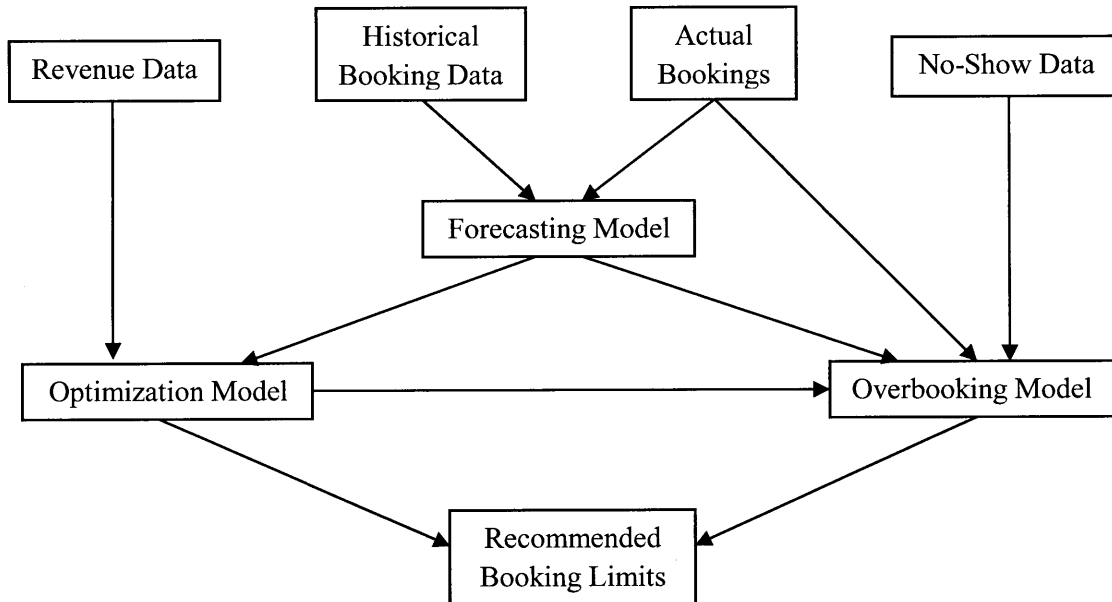 Revenue Data
Historical
Booking Data
Actual
Bookings
No-Show Data
Forecasting Model
Optimization Model
Overbooking Model
Recommended
Booking Limits